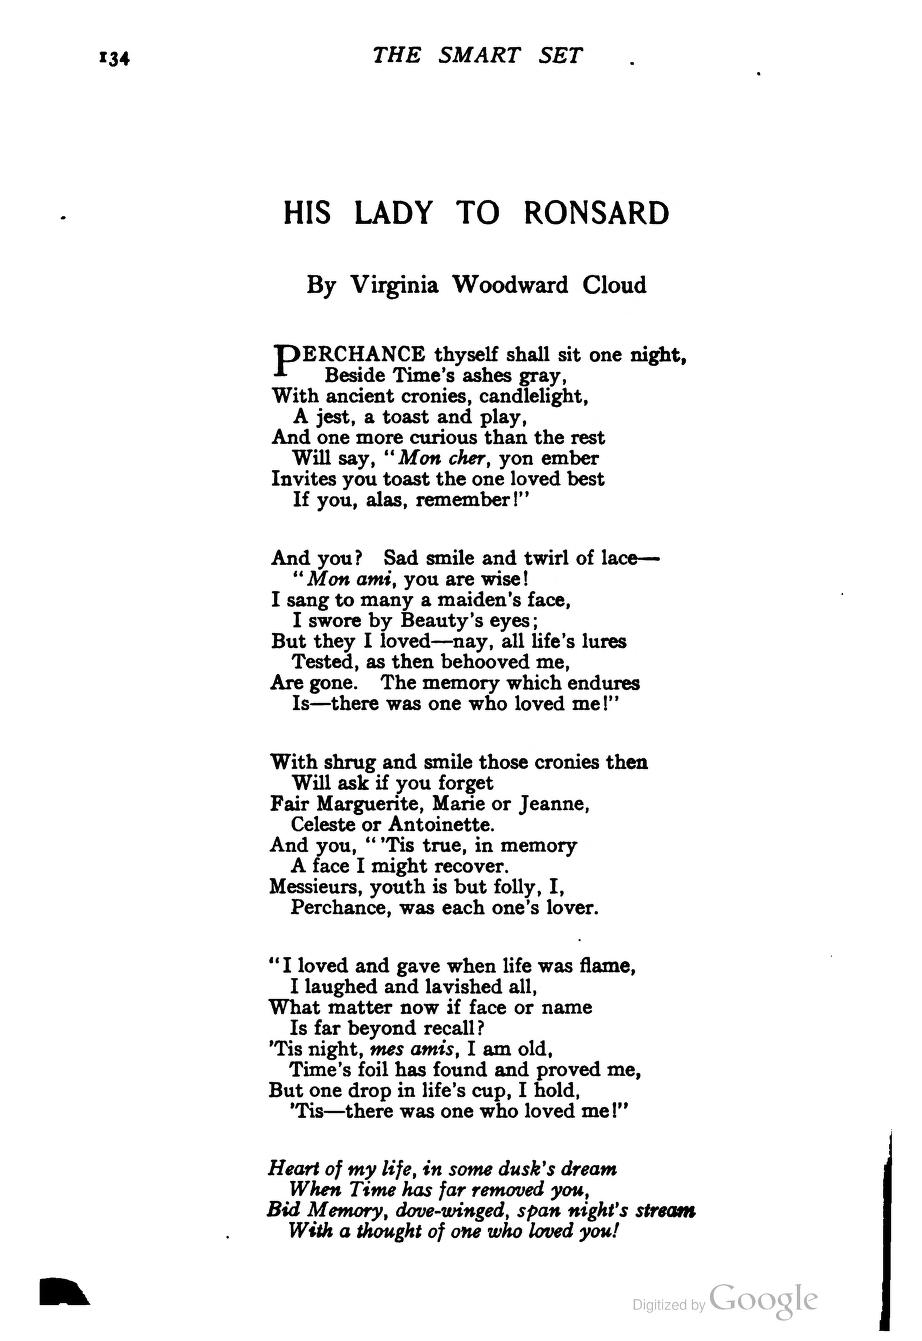 134
THE SMART SET
HIS LADY TO RONSARD
By Virginia Woodward Cloud
PERCHANCE thyself shall sit one night,
Beside Time's ashes gray,
With ancient cronies, candlelight,
A jest, a toast and play,
And one more curious than the rest
Will say, "Mon cher, yon ember
Invites you toast the one loved best
If you, alas, remember!"
And you? Sad smile and twirl of lace—
"Mon ami, you are wise!
I sang to many a maiden's face,
I swore by Beauty's eyes;
But they I loved—nay, all life's lures
Tested, as then behooved me,
Are gone. The memory which endures
Is—there was one who loved me!"
With shrug and smile those cronies then
Will ask if you forget
Fair Marguerite, Marie or Jeanne,
Celeste or Antoinette.
And you, "'Tis true, in memory
A face I might recover.
Messieurs, youth is but folly, I,
Perchance, was each one's lover.
"I loved and gave when life was flame,
I laughed and lavished all,
What matter now if face or name
Is far beyond recall?
'Tis night, mes amis, I am old,
Time's foil has found and proved me,
But one drop in life's cup, I hold,
'Tis—there was one who loved me!"
Heart of my life, in some dusk's dream
When Time has far removed you,
Bid Memory, dove-winged, span night's stream
With a thought of one who loved you!
Digitized by Google